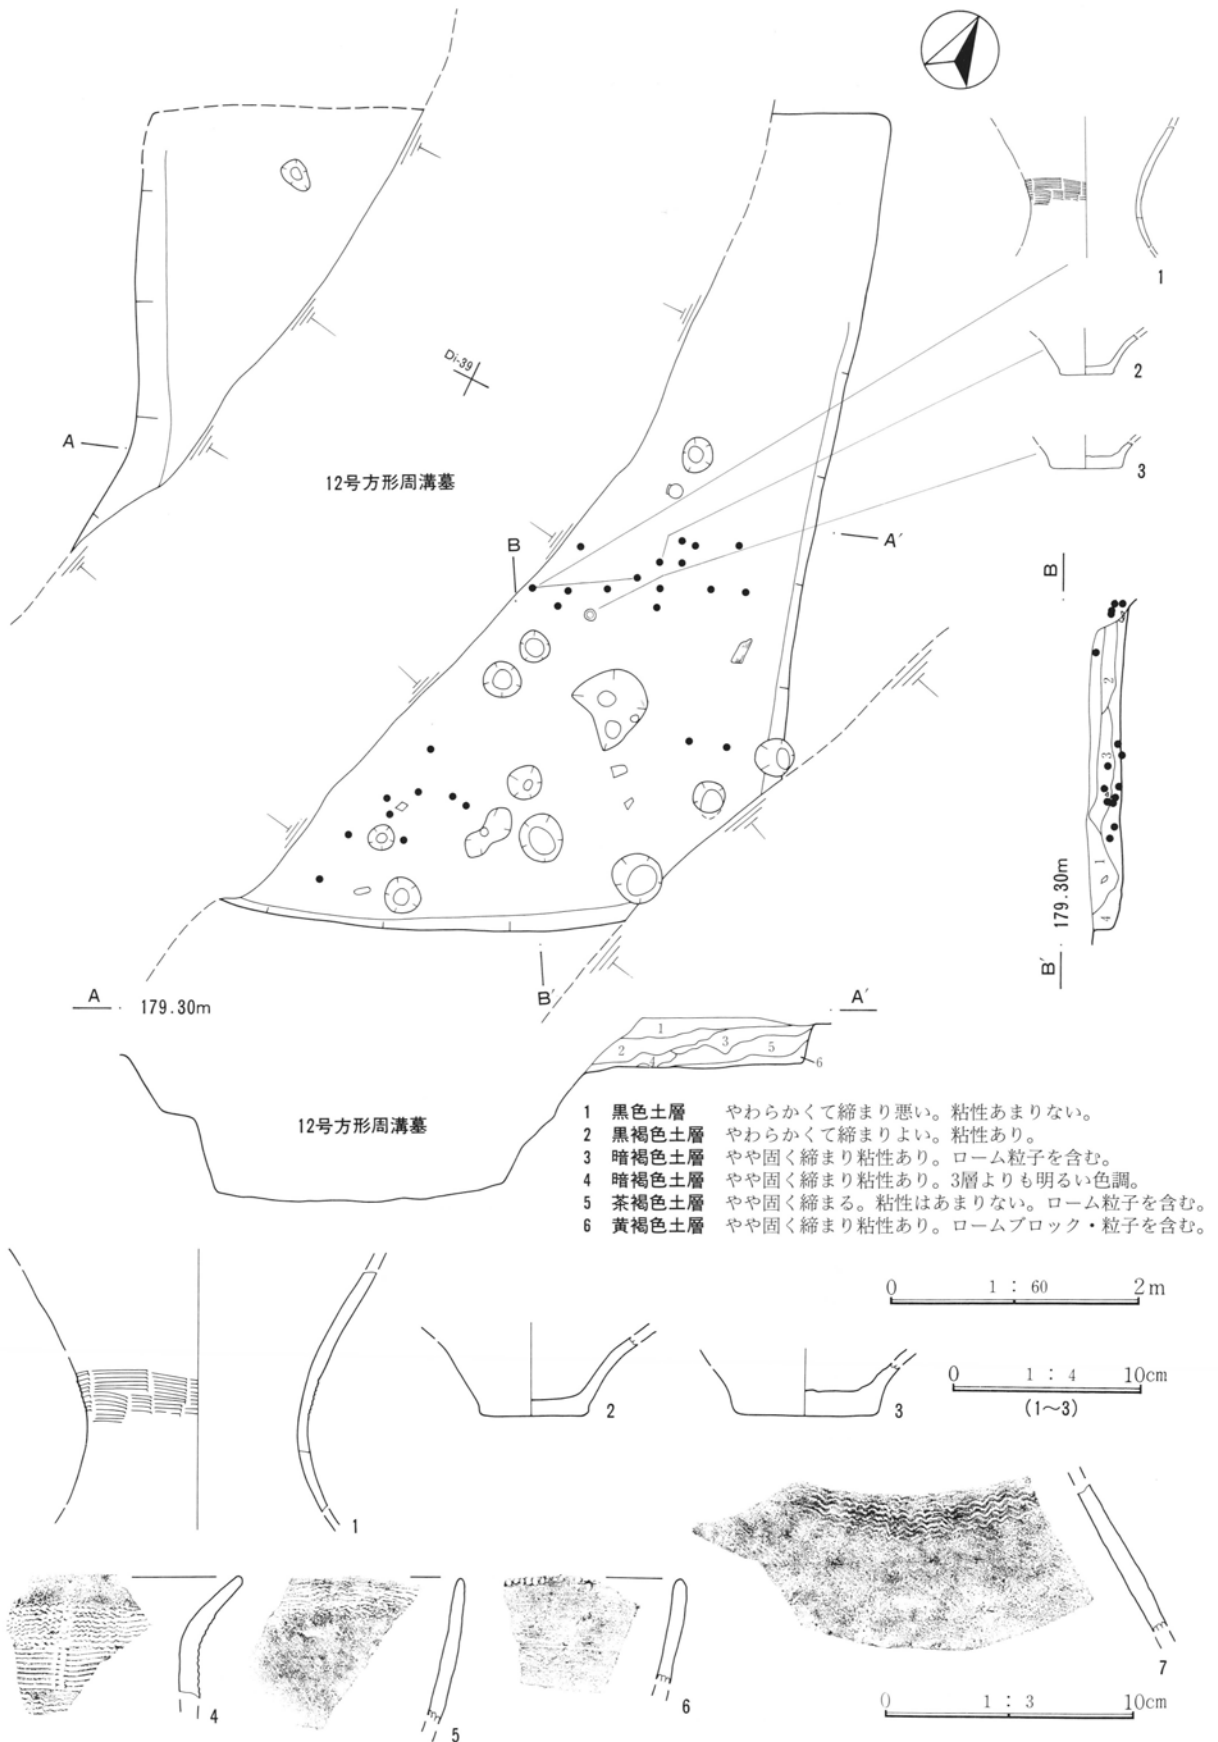 1
2
3
Di-39
A
12号方形周溝墓
B
A′
B
2
3
1
4
179.30m
B′
B′
A 179.30m
A′
1
2
3
4
5
6
12号方形周溝墓
1 黒色土層 やわらかくて締まり悪い。粘性あまりない。
2 黒褐色土層 やわらかくて締まりよい。粘性あり。
3 暗褐色土層 やや固く締まり粘性あり。ローム粒子を含む。
4 暗褐色土層 やや固く締まり粘性あり。3層よりも明るい色調。
5 茶褐色土層 やや固く締まる。粘性はあまりない。ローム粒子を含む。
6 黄褐色土層 やや固く締まり粘性あり。ロームブロック・粒子を含む。
0 1 : 60 2m
0 1 : 4 10cm
(1〜3)
1
2
3
4
5
6
7
0 1 : 3 10cm